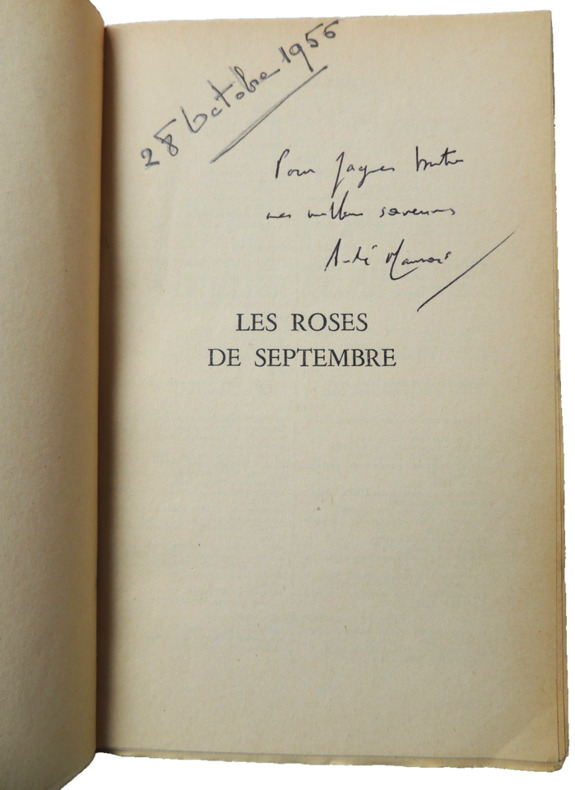 28 Octobre 1956
Pour Jacques
mes meilleurs souvenirs
André Maurois
LES ROSES
DE SEPTEMBRE